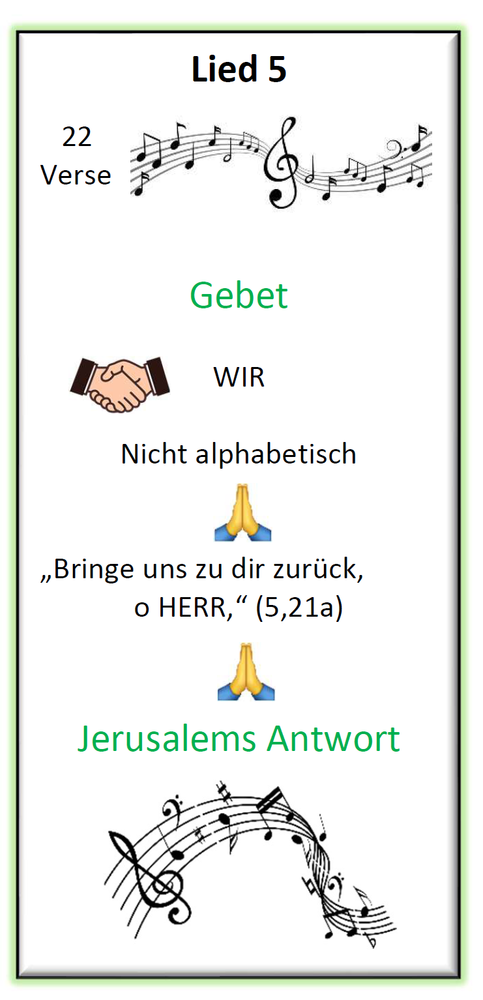 Lied 5
22
Verse
Gebet
WIR
Nicht alphabetisch
„Bringe uns zu dir zurück,
o HERR,“ (5,21a)
Jerusalems Antwort